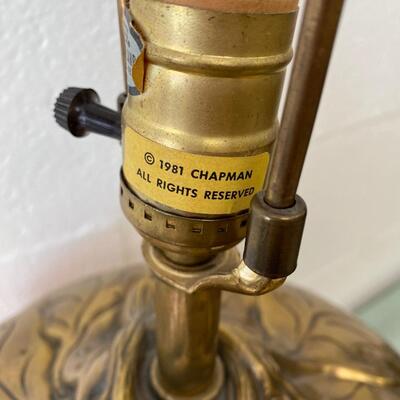 © 1981 CHAPMAN
ALL RIGHTS RESERVED